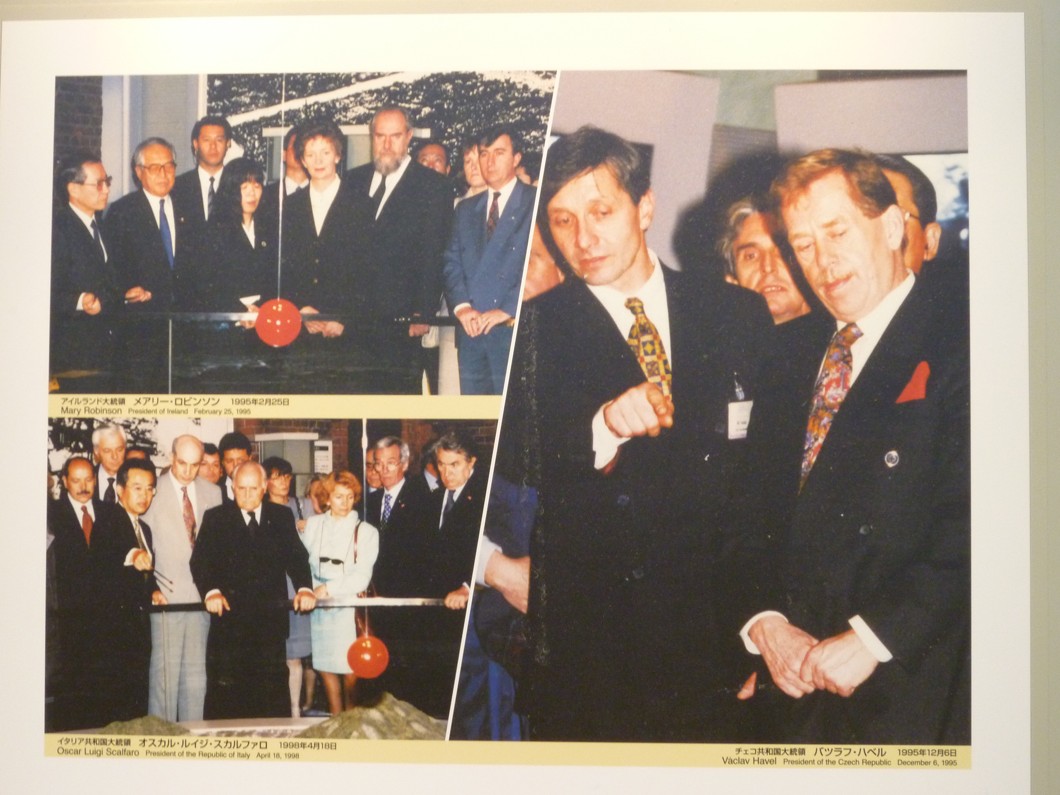 アイルランド大統領 メアリー・ロビンソン 1995年2月25日
Mary Robinson President of Ireland February 25, 1995
イタリア共和国大統領 オスカル・ルイジ・スカルファロ 1998年4月18日
Oscar Luigi Scalfaro President of the Republic of Italy April 18, 1998
チェコ共和国大統領 バツラフ・ハベル 1995年12月6日
Vaclav Havel President of the Czech Republic December 6, 1995